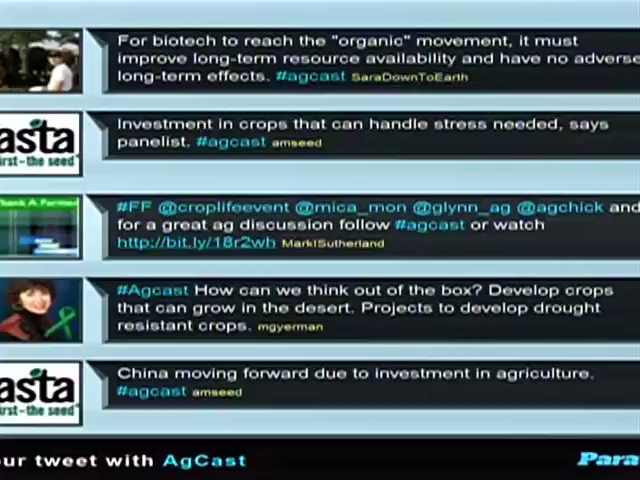 For biotech to reach the "organic" movement, it must
improve long-term resource availability and have no adverse
long-term effects. #agcast SaraDownToEarth
asta
first-the seed
Investment in crops that can handle stress needed, says
panelist. #agcast amseed
Thank A Farmer
#FF @croplifeevent @mica_mon @glynn_ag @agchick and
for a great ag discussion follow #agcast or watch
http://bit.ly/18r2wh MarkISutherland
#Agcast How can we think out of the box? Develop crops
that can grow in the desert. Projects to develop drought
resistant crops. mgyerman
asta
first-the seed
China moving forward due to investment in agriculture.
#agcast amseed
our tweet with AgCast
Para